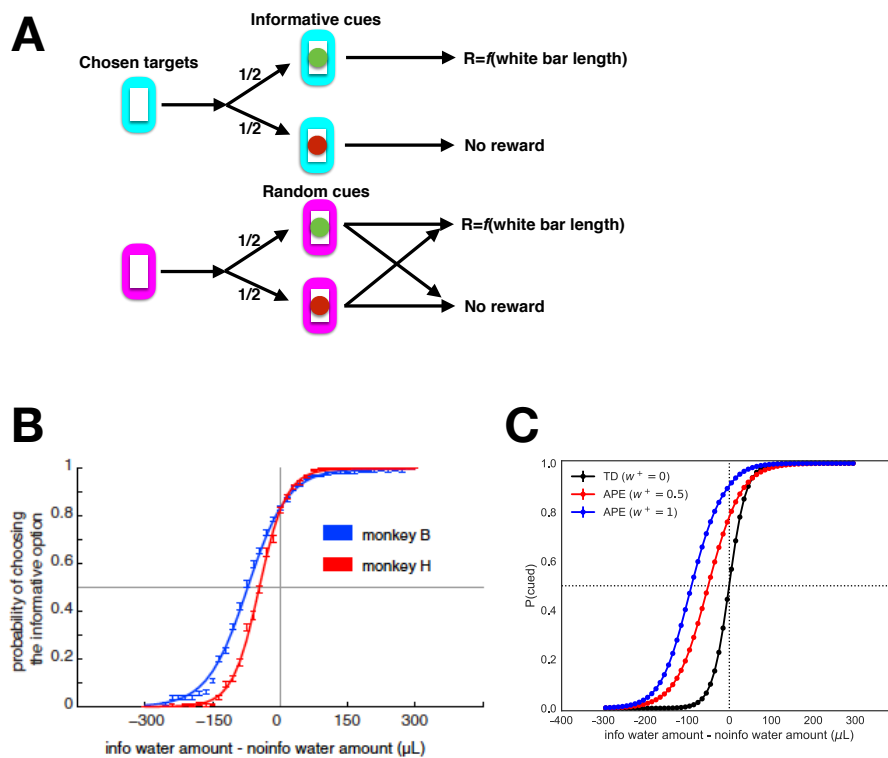 A
Informative cues
Chosen targets
1/2
R=f(white bar length)
1/2
No reward
Random cues
1/2
R=f(white bar length)
1/2
No reward
B
probability of choosing
the informative option
1
0.8
0.6
0.4
0.2
0
monkey B
monkey H
−300
−150
0
150
300
info water amount - noinfo water amount (µL)
C
P(cued)
1,0
0,8
0,6
0,4
0,2
0,0
TD (w⁺ = 0)
APE (w⁺ = 0.5)
APE (w⁺ = 1)
−400
−300
−200
−100
0
100
200
300
400
info water amount - noinfo water amount (µL)